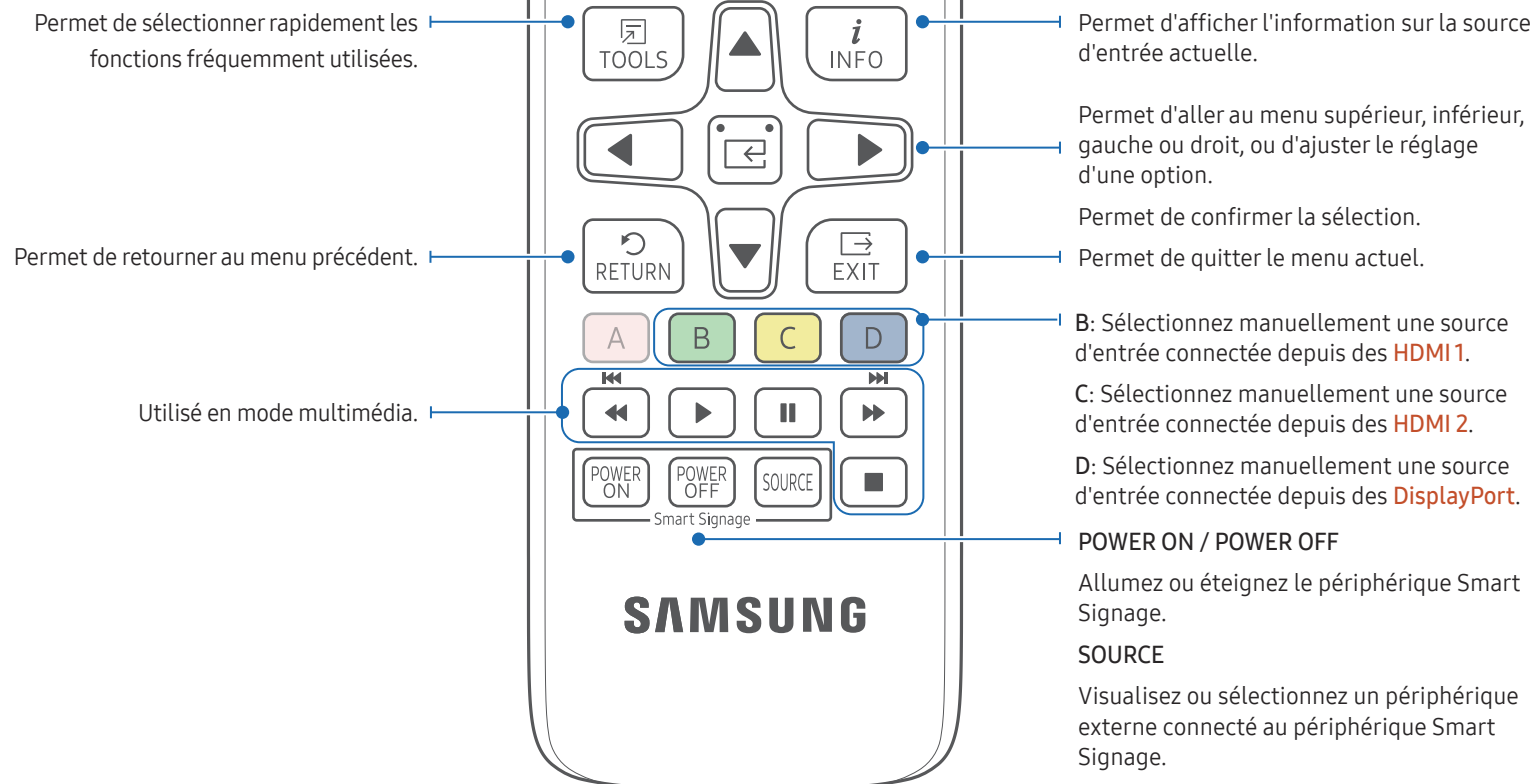 Permet de sélectionner rapidement les
fonctions fréquemment utilisées.
Permet de retourner au menu précédent.
Utilisé en mode multimédia.
TOOLS
i
INFO
RETURN
EXIT
A
B
C
D
POWER
ON
POWER
OFF
SOURCE
Smart Signage
SAMSUNG
Permet d'afficher l'information sur la source
d'entrée actuelle.
Permet d'aller au menu supérieur, inférieur,
gauche ou droit, ou d'ajuster le réglage
d'une option.
Permet de confirmer la sélection.
Permet de quitter le menu actuel.
B: Sélectionnez manuellement une source
d'entrée connectée depuis des HDMI 1.
C: Sélectionnez manuellement une source
d'entrée connectée depuis des HDMI 2.
D: Sélectionnez manuellement une source
d'entrée connectée depuis des DisplayPort.
POWER ON / POWER OFF
Allumez ou éteignez le périphérique Smart
Signage.
SOURCE
Visualisez ou sélectionnez un périphérique
externe connecté au périphérique Smart
Signage.